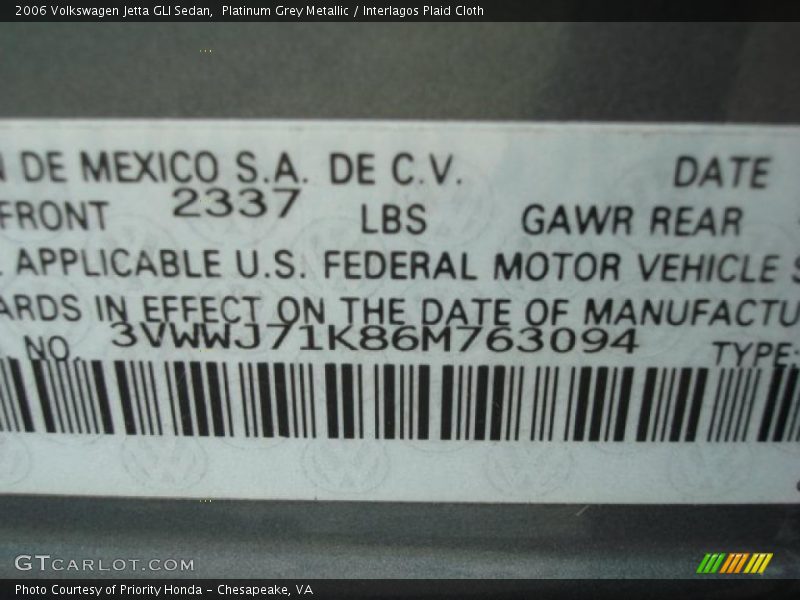 2006 Volkswagen Jetta GLI Sedan, Platinum Grey Metallic / Interlagos Plaid Cloth
DE MEXICO S.A. DE C.V. DATE
FRONT 2337 LBS GAWR REAR
APPLICABLE U.S. FEDERAL MOTOR VEHICLE S
ARDS IN EFFECT ON THE DATE OF MANUFACTU
NO. 3VWWJ71K86M763094 TYPE:
GTCARLOT.COM
Photo Courtesy of Priority Honda - Chesapeake, VA